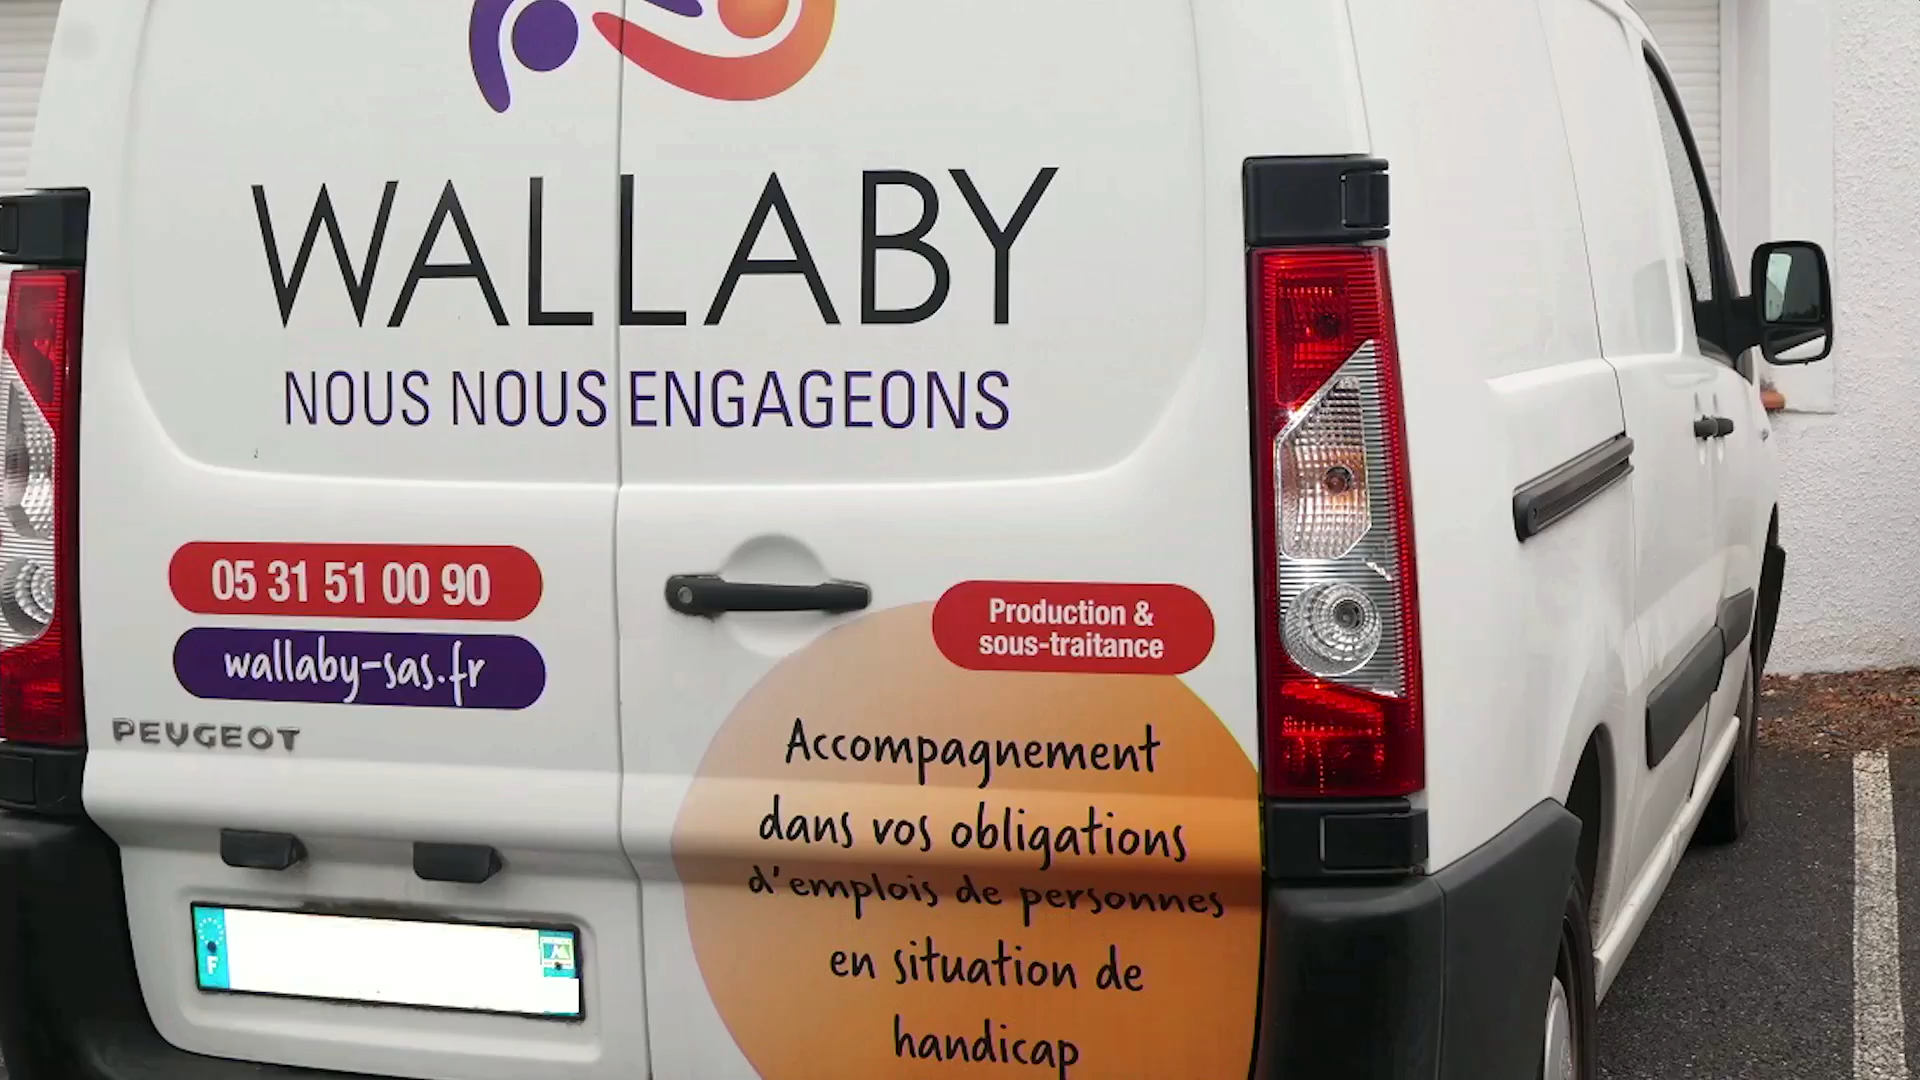 WALLABY
NOUS NOUS ENGAGEONS
05 31 51 00 90
wallaby-sas.fr
PEUGEOT
Production &
sous-traitance
Accompagnement
dans vos obligations
d'emplois de personnes
en situation de
handicap
F